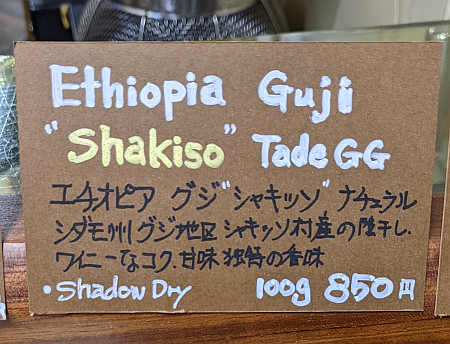 Ethiopia Guji
"Shakiso" Tade GG
エチオピア グジ"シャキッソ"ナチュラル
シダモ州グジ地区シャキッソ村産の陰干し.
ワイニーなコク.甘味 独特の香味
・Shadow Dry 100g 850円